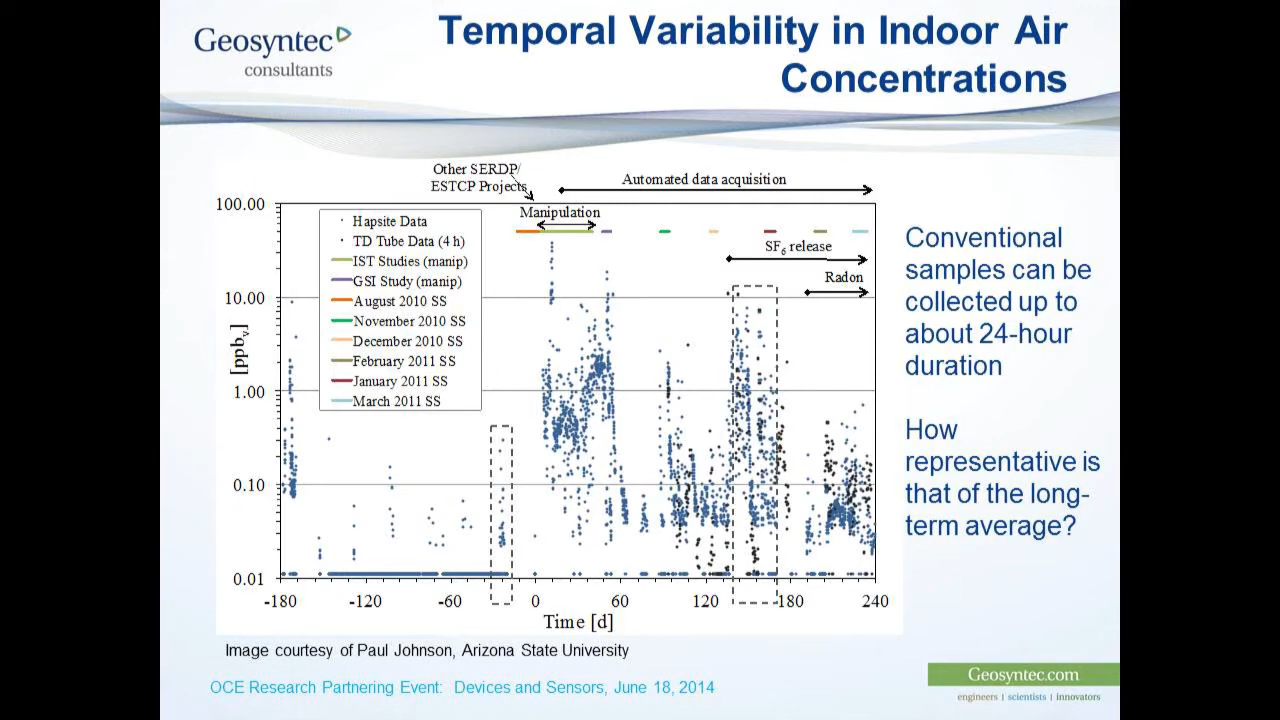 Geosyntec
consultants
Temporal Variability in Indoor Air
Concentrations
Other SERDP/
ESTCP Projects
Automated data acquisition
Manipulation
SF6 release
Radon
100.00
10.00
1.00
0.10
0.01
[ppbv]
Hapsite Data
TD Tube Data (4 h)
IST Studies (manip)
GSI Study (manip)
August 2010 SS
November 2010 SS
December 2010 SS
February 2011 SS
January 2011 SS
March 2011 SS
-180 -120 -60 0 60 120 180 240
Time [d]
Conventional
samples can be
collected up to
about 24-hour
duration
How
representative is
that of the long-
term average?
Image courtesy of Paul Johnson, Arizona State University
OCE Research Partnering Event: Devices and Sensors, June 18, 2014
Geosyntec.com
engineers | scientists | innovators